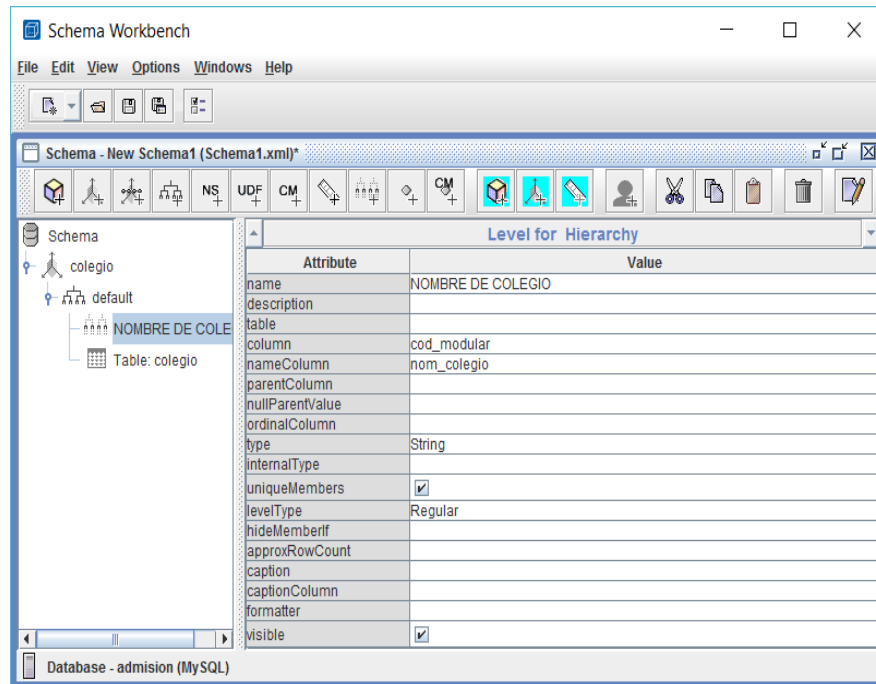 Schema Workbench
File Edit View Options Windows Help
Schema - New Schema1 (Schema1.xml)*
NS UDF CM CM
Schema
colegio
default
NOMBRE DE COLE
Table: colegio
Level for Hierarchy
Attribute Value
name NOMBRE DE COLEGIO
description
table
column cod_modular
nameColumn nom_colegio
parentColumn
nullParentValue
ordinalColumn
type String
internalType
uniqueMembers
levelType Regular
hideMemberIf
approxRowCount
caption
captionColumn
formatter
visible
Database - admision (MySQL)